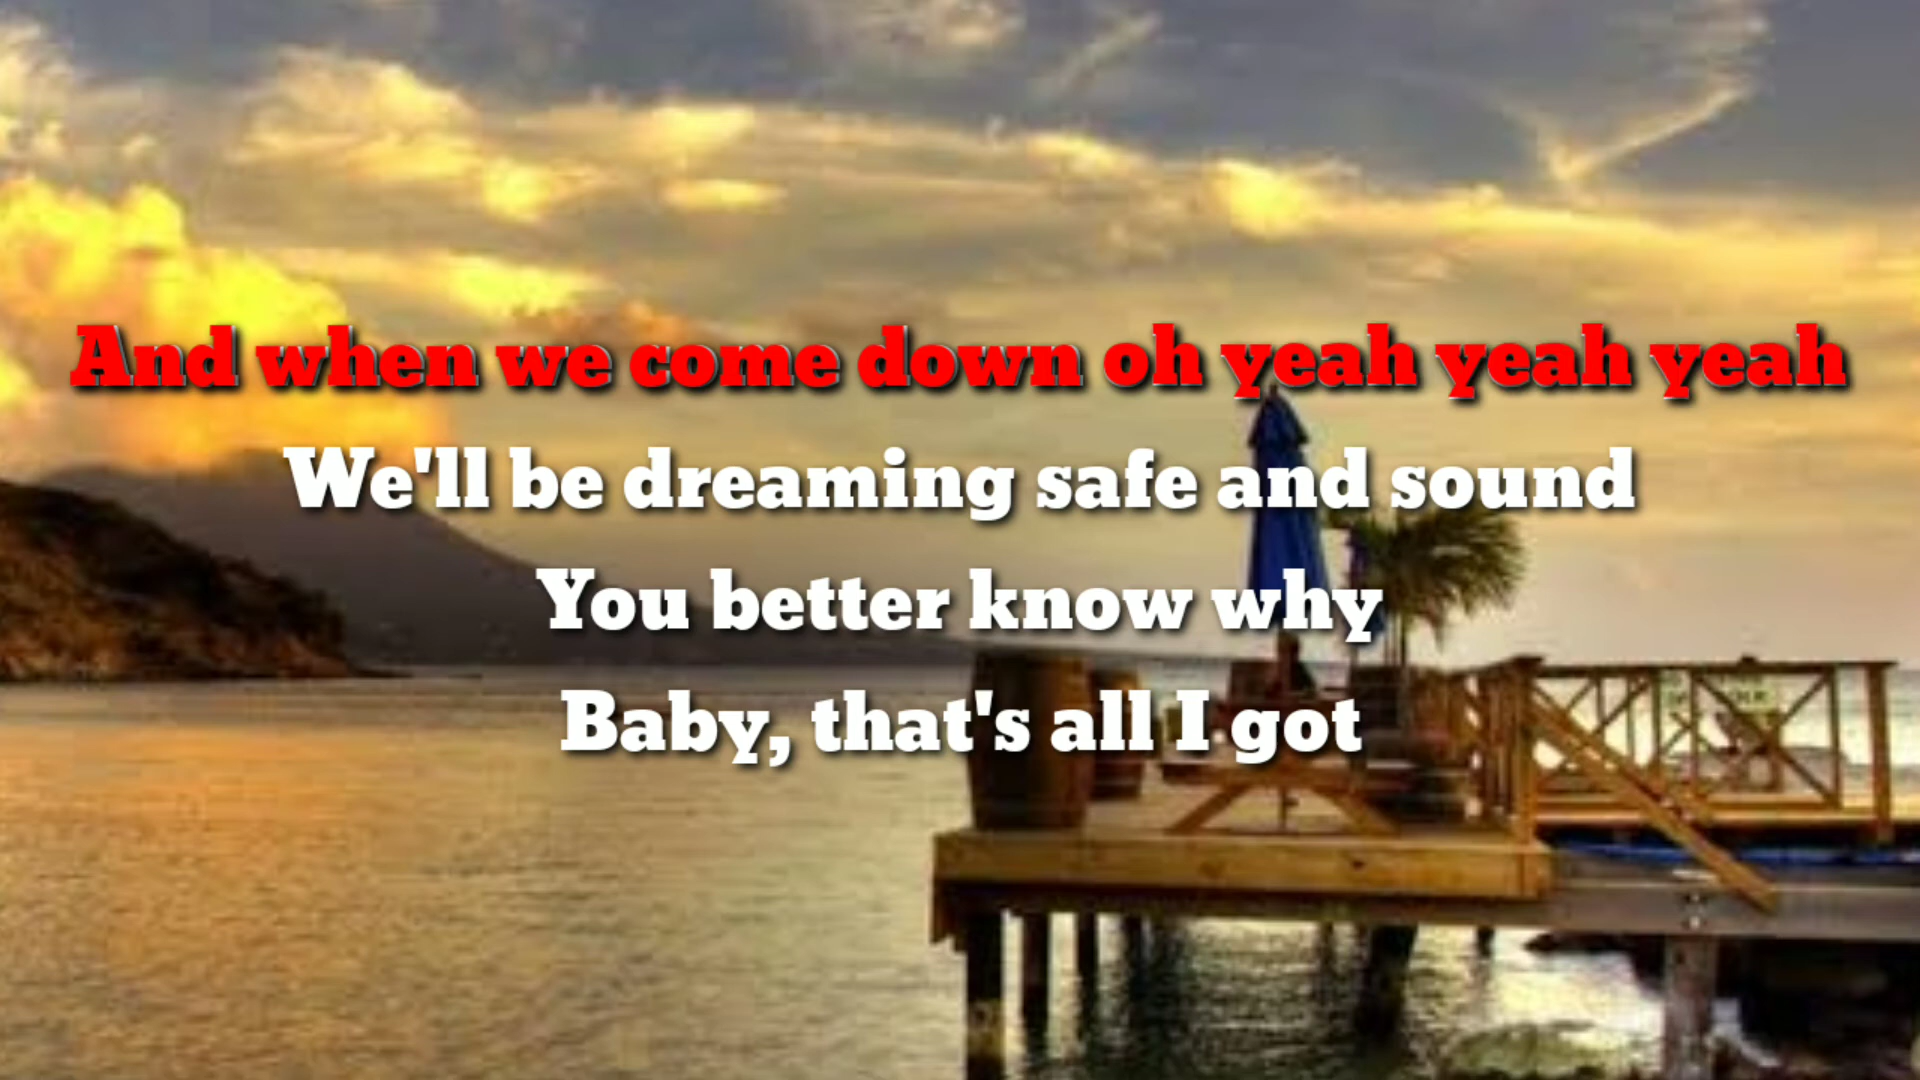 And when we come down oh yeah yeah yeah
We'll be dreaming safe and sound
You better know why
Baby, that's all I got